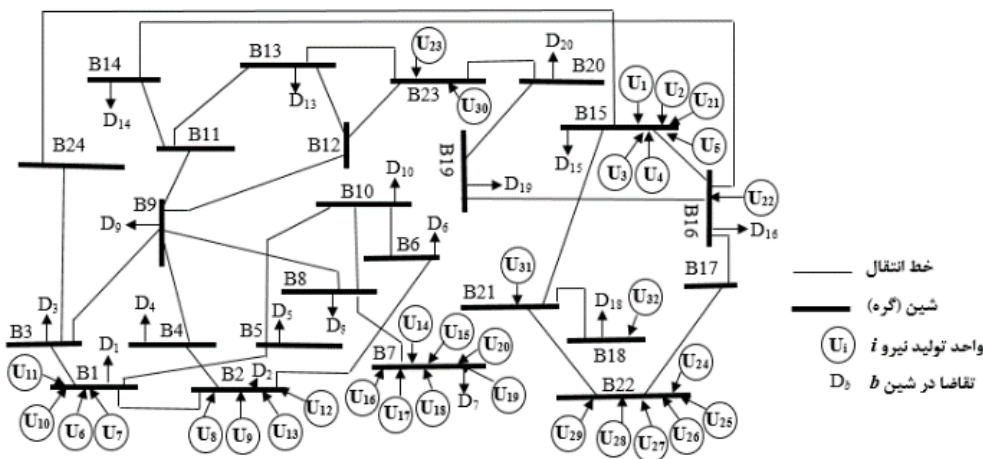 U23
D20
B13
B20
B14
B23
U1
U2
U21
D13
U30
B15
D14
B11
B12
U5
B24
D10
B19
D15
U3
U4
B10
D19
U22
B9
D6
B16
D9
B6
D16
B8
U31
B17
خط انتقال
D3
D4
D5
D8
B21
D18
U32
شین (گره)
B3
B4
B5
U14
U15
U20
B7
B18
واحد تولید نیرو i
Ui
U11
B1
D1
B2
D2
U24
تقاضا در شین b
Db
U10
U6
U7
U8
U9
U13
U12
U16
U17
U18
D7
U19
B22
U29
U28
U27
U26
U25